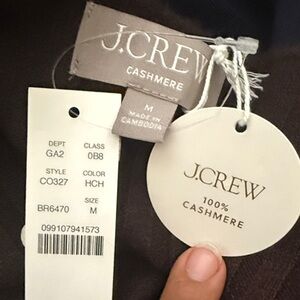 J.CREW
CASHMERE
M
MADE IN
CAMBODIA
DEPT CLASS
GA2 0B8
STYLE COLOR
CO327 HCH
SIZE
BR6470 M
099107941573
J.CREW
100%
CASHMERE